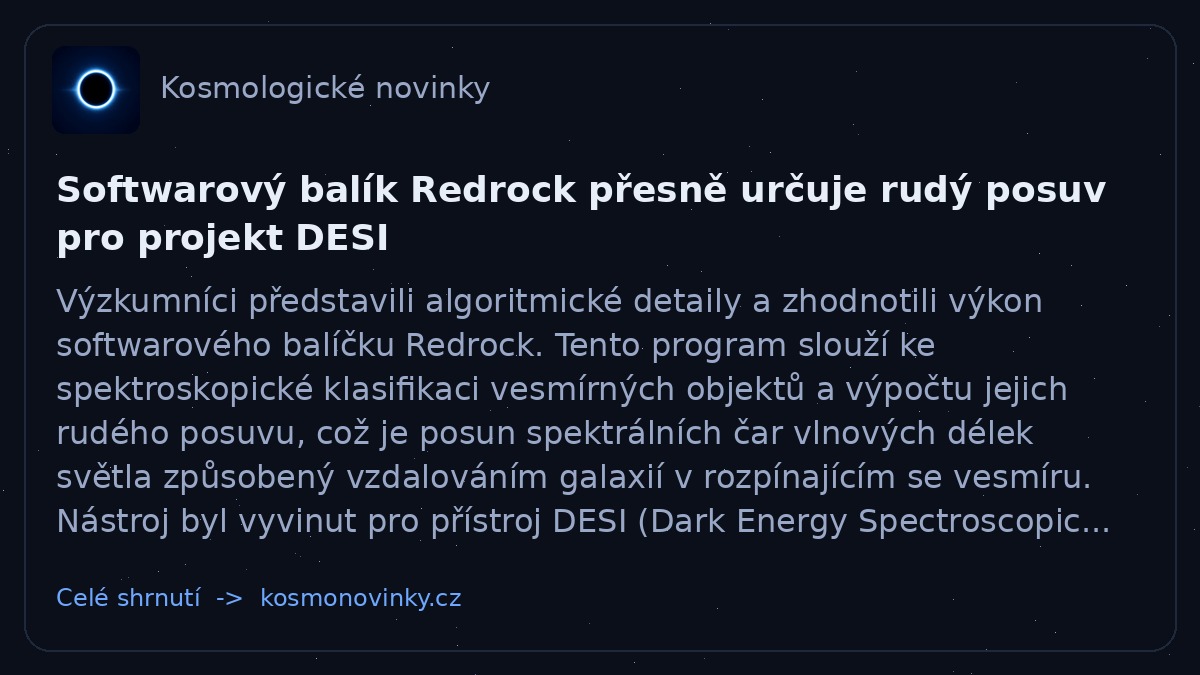 Kosmologické novinky
Softwarový balík Redrock přesně určuje rudý posuv
pro projekt DESI
Výzkumníci představili algoritmické detaily a zhodnotili výkon
softwarového balíčku Redrock. Tento program slouží ke
spektroskopické klasifikaci vesmírných objektů a výpočtu jejich
rudého posuvu, což je posun spektrálních čar vlnových délek
světla způsobený vzdalováním galaxií v rozpínajícím se vesmíru.
Nástroj byl vyvinut pro přístroj DESI (Dark Energy Spectroscopic...
Celé shrnutí -> kosmonovinky.cz